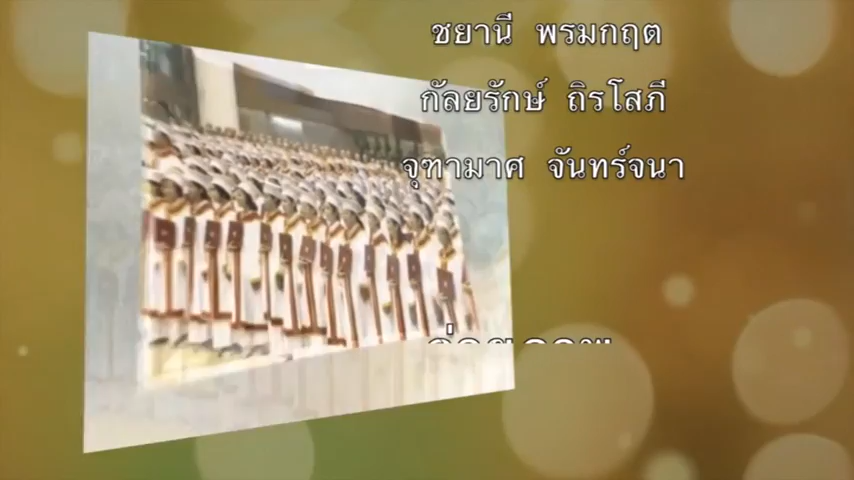 ชยานี พรมกฤต
กัลยรักษ์ ถิรโสภี
จุฑามาศ จันทร์จนา